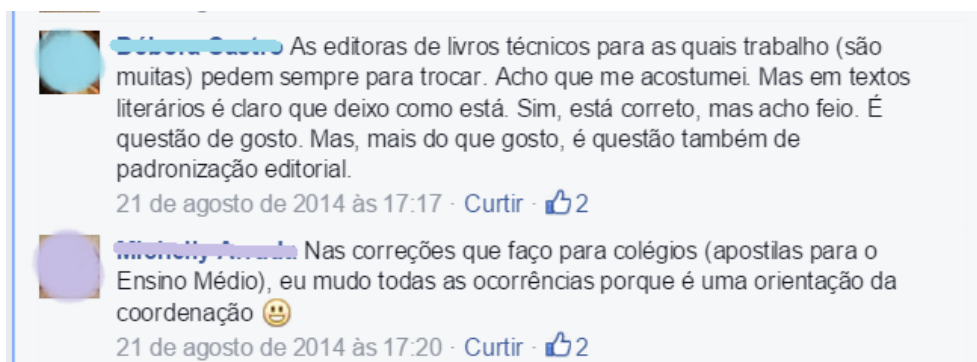 As editoras de livros técnicos para as quais trabalho (são
muitas) pedem sempre para trocar. Acho que me acostumei. Mas em textos
literários é claro que deixo como está. Sim, está correto, mas acho feio. É
questão de gosto. Mas, mais do que gosto, é questão também de
padronização editorial.
21 de agosto de 2014 às 17:17 · Curtir · 2
Nas correções que faço para colégios (apostilas para o
Ensino Médio), eu mudo todas as ocorrências porque é uma orientação da
coordenação
21 de agosto de 2014 às 17:20 · Curtir · 2